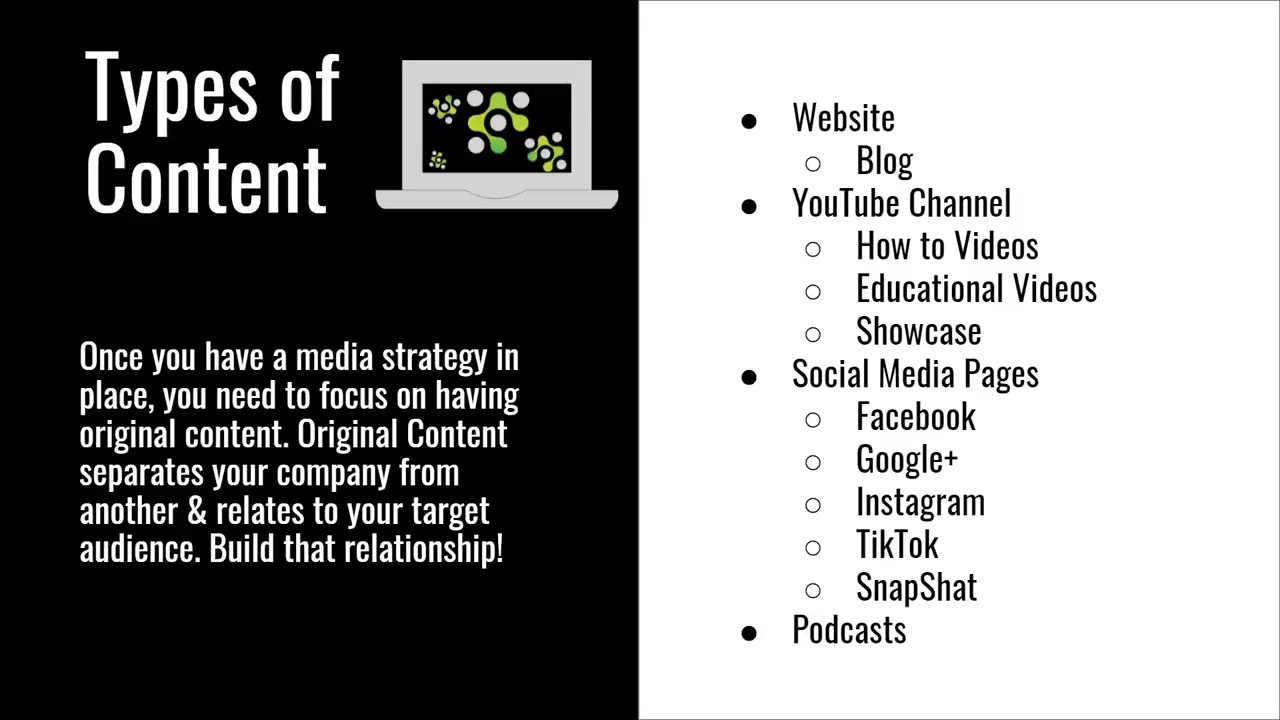 Types of
Content
Once you have a media strategy in
place, you need to focus on having
original content. Original Content
separates your company from
another & relates to your target
audience. Build that relationship!
● Website
○ Blog
● YouTube Channel
○ How to Videos
○ Educational Videos
○ Showcase
● Social Media Pages
○ Facebook
○ Google+
○ Instagram
○ TikTok
○ SnapShat
● Podcasts